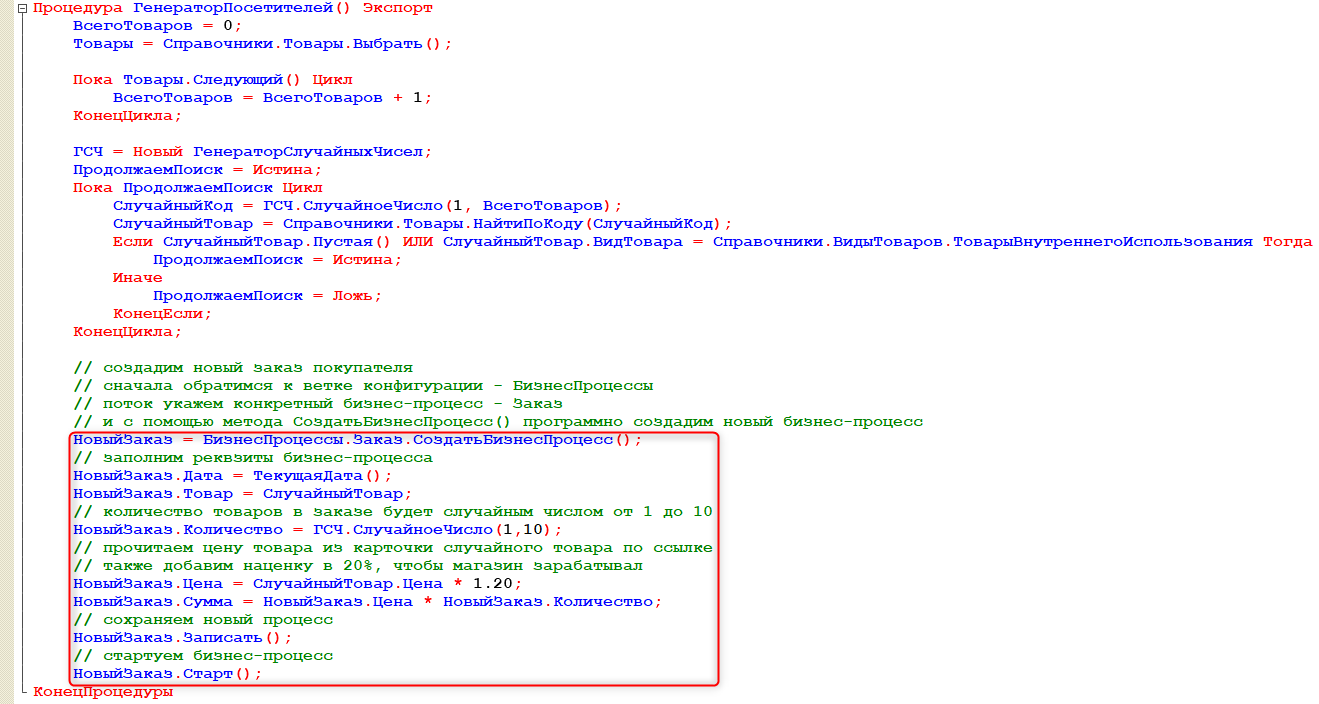 Процедура ГенераторПосетителей() Экспорт
ВсегоТоваров = 0;
Товары = Справочники.Товары.Выбрать();
Пока Товары.Следующий() Цикл
ВсегоТоваров = ВсегоТоваров + 1;
КонецЦикла;
ГСЧ = Новый ГенераторСлучайныхЧисел;
ПродолжаемПоиск = Истина;
Пока ПродолжаемПоиск Цикл
СлучайныйКод = ГСЧ.СлучайноеЧисло(1, ВсегоТоваров);
СлучайныйТовар = Справочники.Товары.НайтиПоКоду(СлучайныйКод);
Если СлучайныйТовар.Пустая() ИЛИ СлучайныйТовар.ВидТовара = Справочники.ВидыТоваров.ТоварыВнутреннегоИспользования Тогда
ПродолжаемПоиск = Истина;
Иначе
ПродолжаемПоиск = Ложь;
КонецЕсли;
КонецЦикла;
// создадим новый заказ покупателя
// сначала обратимся к ветке конфигурации - БизнесПроцессы
// поток укажем конкретный бизнес-процесс - Заказ
// и с помощью метода СоздатьБизнесПроцесс() программно создадим новый бизнес-процесс
НовыйЗаказ = БизнесПроцессы.Заказ.СоздатьБизнесПроцесс();
// заполним реквзиты бизнес-процесса
НовыйЗаказ.Дата = ТекущаяДата();
НовыйЗаказ.Товар = СлучайныйТовар;
// количество товаров в заказе будет случайным числом от 1 до 10
НовыйЗаказ.Количество = ГСЧ.СлучайноеЧисло(1,10);
// прочитаем цену товара из карточки случайного товара по ссылке
// также добавим наценку в 20%, чтобы магазин зарабатывал
НовыйЗаказ.Цена = СлучайныйТовар.Цена * 1.20;
НовыйЗаказ.Сумма = НовыйЗаказ.Цена * НовыйЗаказ.Количество;
// сохраняем новый процесс
НовыйЗаказ.Записать();
// стартуем бизнес-процесс
НовыйЗаказ.Старт();
КонецПроцедуры